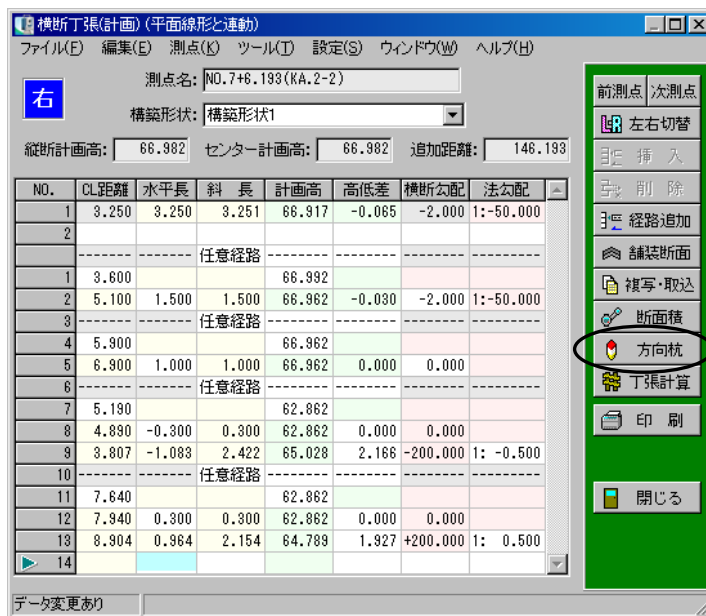 横断丁張(計画) (平面線形と連動)
ファイル(F) 編集(E) 測点(K) ツール(T) 設定(S) ウィンドウ(W) ヘルプ(H)
右
測点名: NO.7+6.193(KA.2-2)
構築形状: 構築形状1
縦断計画高: 66.982 センター計画高: 66.982 追加距離: 146.193
NO. CL距離 水平長 斜 長 計画高 高低差 横断勾配 法勾配
1 3.250 3.250 3.251 66.917 -0.065 -2.000 1:-50.000
2
------- ------ 任意経路 -------- -------- -------- --------
1 3.600 66.992
2 5.100 1.500 1.500 66.962 -0.030 -2.000 1:-50.000
3 ------- ------ 任意経路 -------- -------- -------- --------
4 5.900 66.962
5 6.900 1.000 1.000 66.962 0.000 0.000
6 ------- ------ 任意経路 -------- -------- -------- --------
7 5.190 62.862
8 4.890 -0.300 0.300 62.862 0.000 0.000
9 3.807 -1.083 2.422 65.028 2.166 -200.000 1: -0.500
10 ------- ------ 任意経路 -------- -------- -------- --------
11 7.640 62.862
12 7.940 0.300 0.300 62.862 0.000 0.000
13 8.904 0.964 2.154 64.789 1.927 +200.000 1: 0.500
14
データ変更あり
前測点 次測点
L R 左右切替
挿 入
削 除
経路追加
舗装断面
複写・取込
断面積
方向杭
丁張計算
印 刷
閉じる